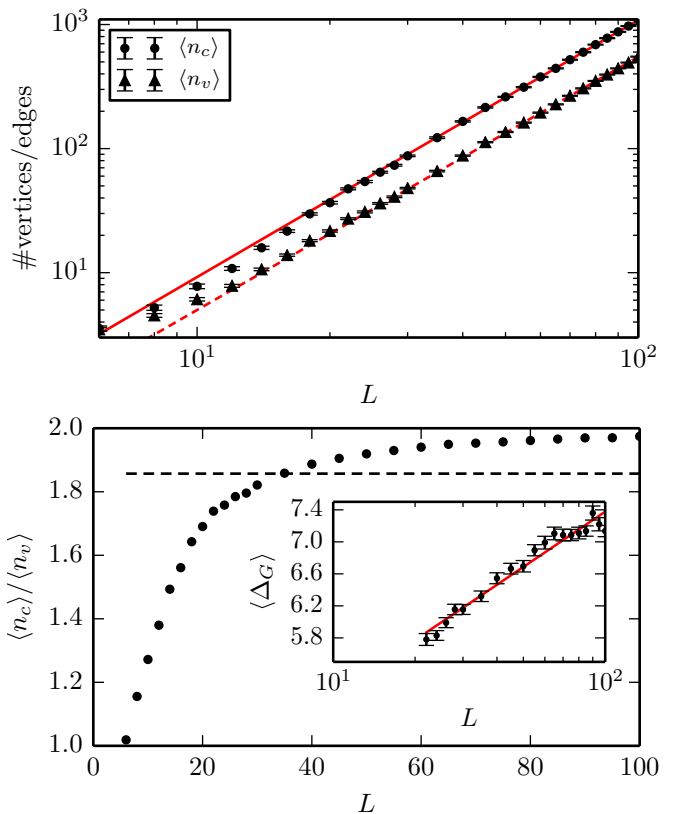 10³
⟨n_c⟩
⟨n_v⟩
10²
#vertices/edges
10¹
10¹ 10²
L
2.0
1.8
7.4
7.0
⟨n_c⟩/⟨n_v⟩
1.6
⟨Δ_G⟩
6.6
6.2
1.4
5.8
10¹ 10²
1.2
L
1.0
0 20 40 60 80 100
L